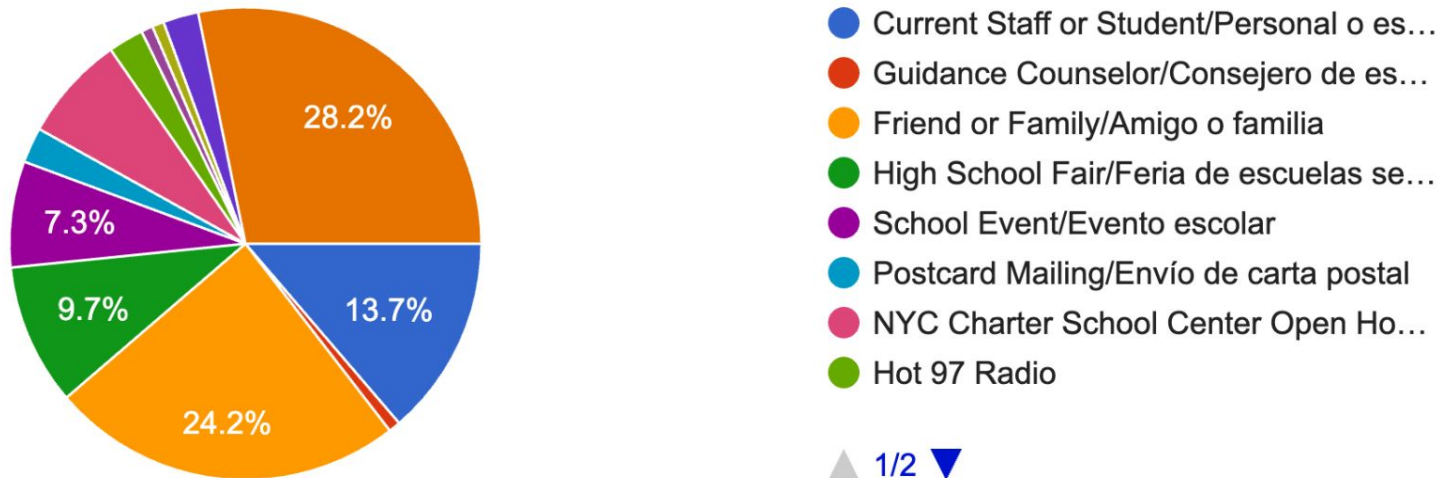 28.2%
7.3%
9.7%
13.7%
24.2%
Current Staff or Student/Personal o es…
Guidance Counselor/Consejero de es…
Friend or Family/Amigo o familia
High School Fair/Feria de escuelas se…
School Event/Evento escolar
Postcard Mailing/Envío de carta postal
NYC Charter School Center Open Ho…
Hot 97 Radio
1/2